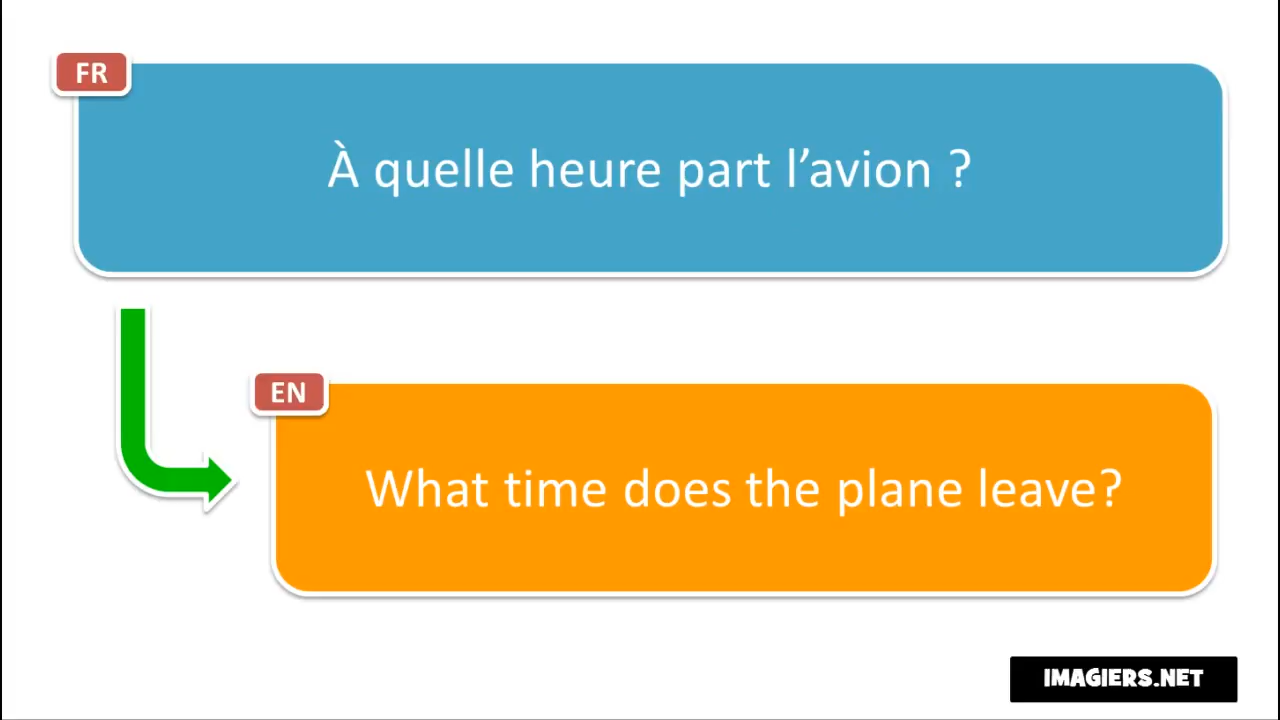 FR
À quelle heure part l’avion ?
EN
What time does the plane leave?
IMAGIERS.NET